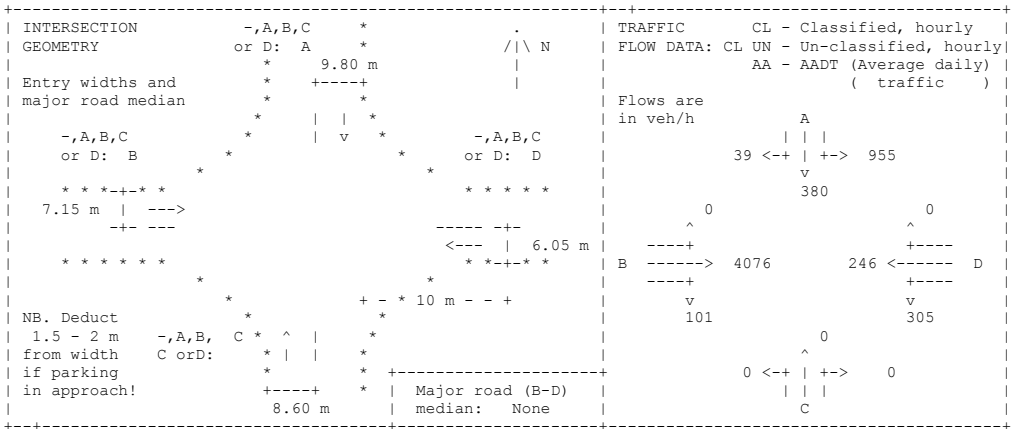 +--+-------------------------------------------+------------------------+--+-------------------------------------------+
| INTERSECTION             -,A,B,C      *               .            | TRAFFIC        CL - Classified, hourly    |
| GEOMETRY                or D:  A      *              /|\ N         | FLOW DATA: CL UN - Un-classified, hourly|
|                            *     9.80 m                |            |                AA - AADT (Average daily) |
| Entry widths and           *    +----+                 |            |                           (  traffic    ) |
| major road median          *          *                             | Flows are                                 |
|                           *     |  | *                              | in veh/h          A                       |
|     -,A,B,C              *      |  v   *          -,A,B,C           |                 | | |                     |
|     or D:  B           *                   *      or D:  D          |           39 <-+ | +->  955               |
|                     *                         *                     |                   v                       |
|     * * *-+-* *                                   * * * * *         |                  380                      |
|   7.15 m  |  --->                                                   |         0                       0         |
|          -+- ---                              ----- -+-             |         ^                       ^         |
|                                                <---  |  6.05 m |    ----+                        +----      |
|     * * * * * *                                   * *-+-* *         | B  ------>  4076      246 <------  D |
|                     *                         *                     |    ----+                        +----      |
|                        *              + - * 10 m - - +              |         v                       v         |
| NB. Deduct               *               *                          |        101                     305        |
|  1.5 - 2 m   -,A,B,  C *  ^  |      *                               |                      0                    |
| from width    C orD:      * |  |     *                              |                    ^                      |
| if parking                *          *  +------------------------+            0 <-+ | +->    0               |
| in approach!              +----+     *  |  Major road (B-D)      |                 | | |                     |
|                            8.60 m       |  median:   None        |                   C                       |
+--+--------------------------------------+------------------------+-------------------------------------------+